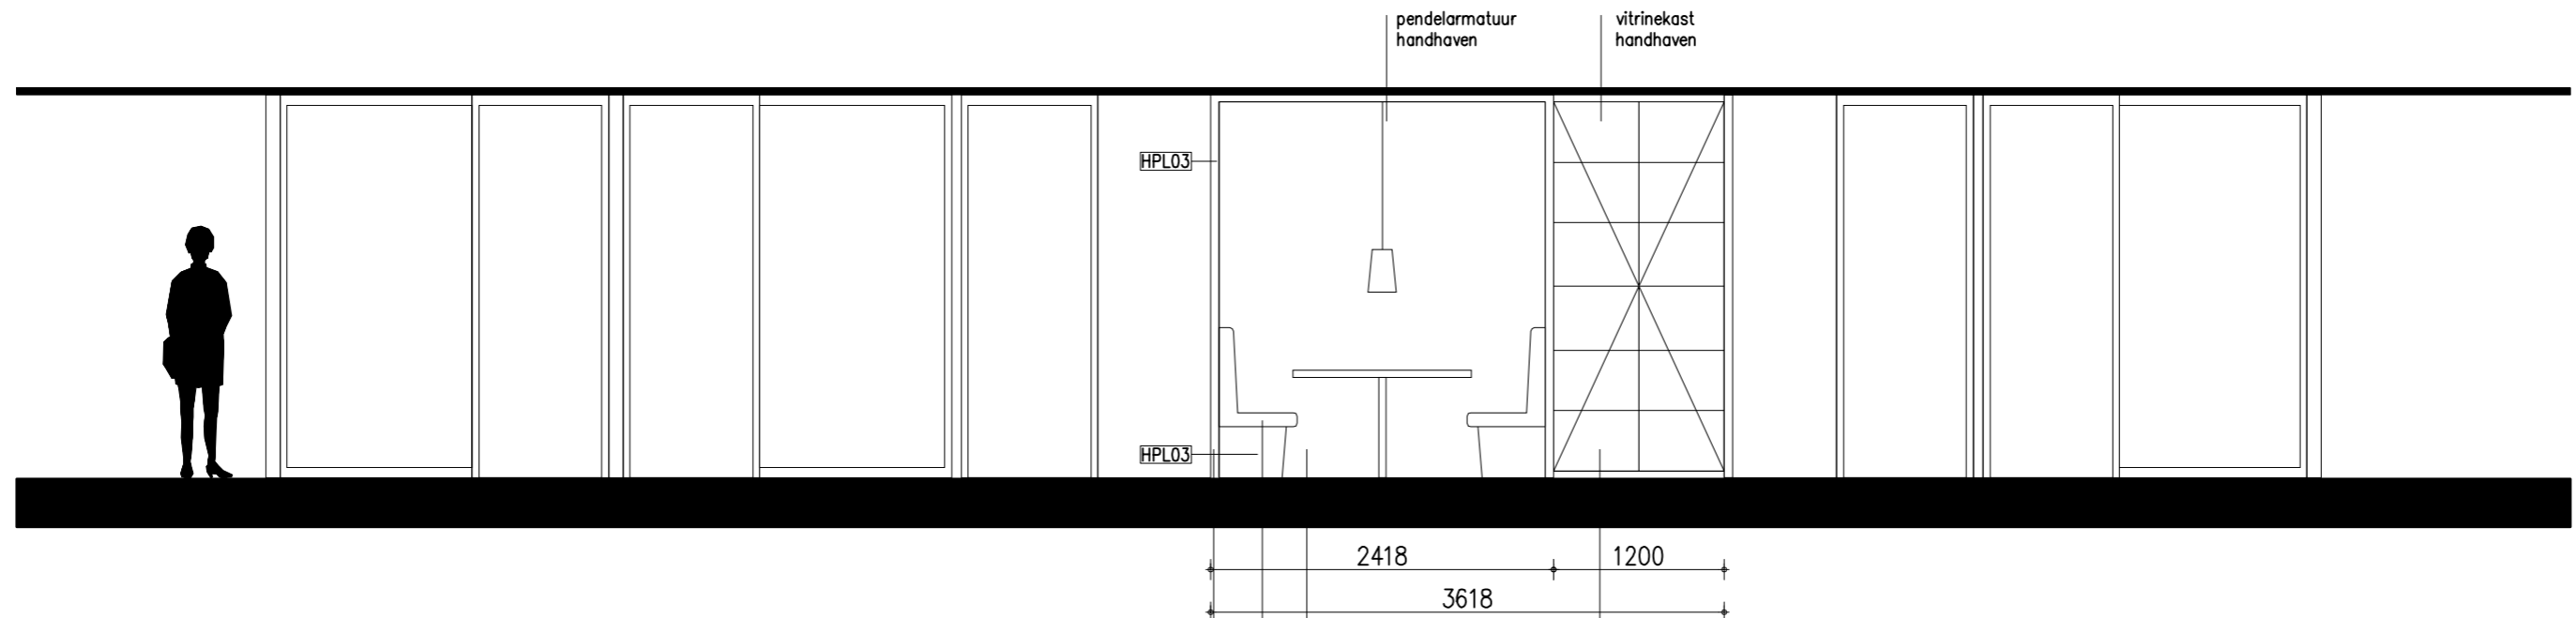 pendelarmatuur
handhaven
vitrinekast
handhaven
HPL03
HPL03
2418
1200
3618